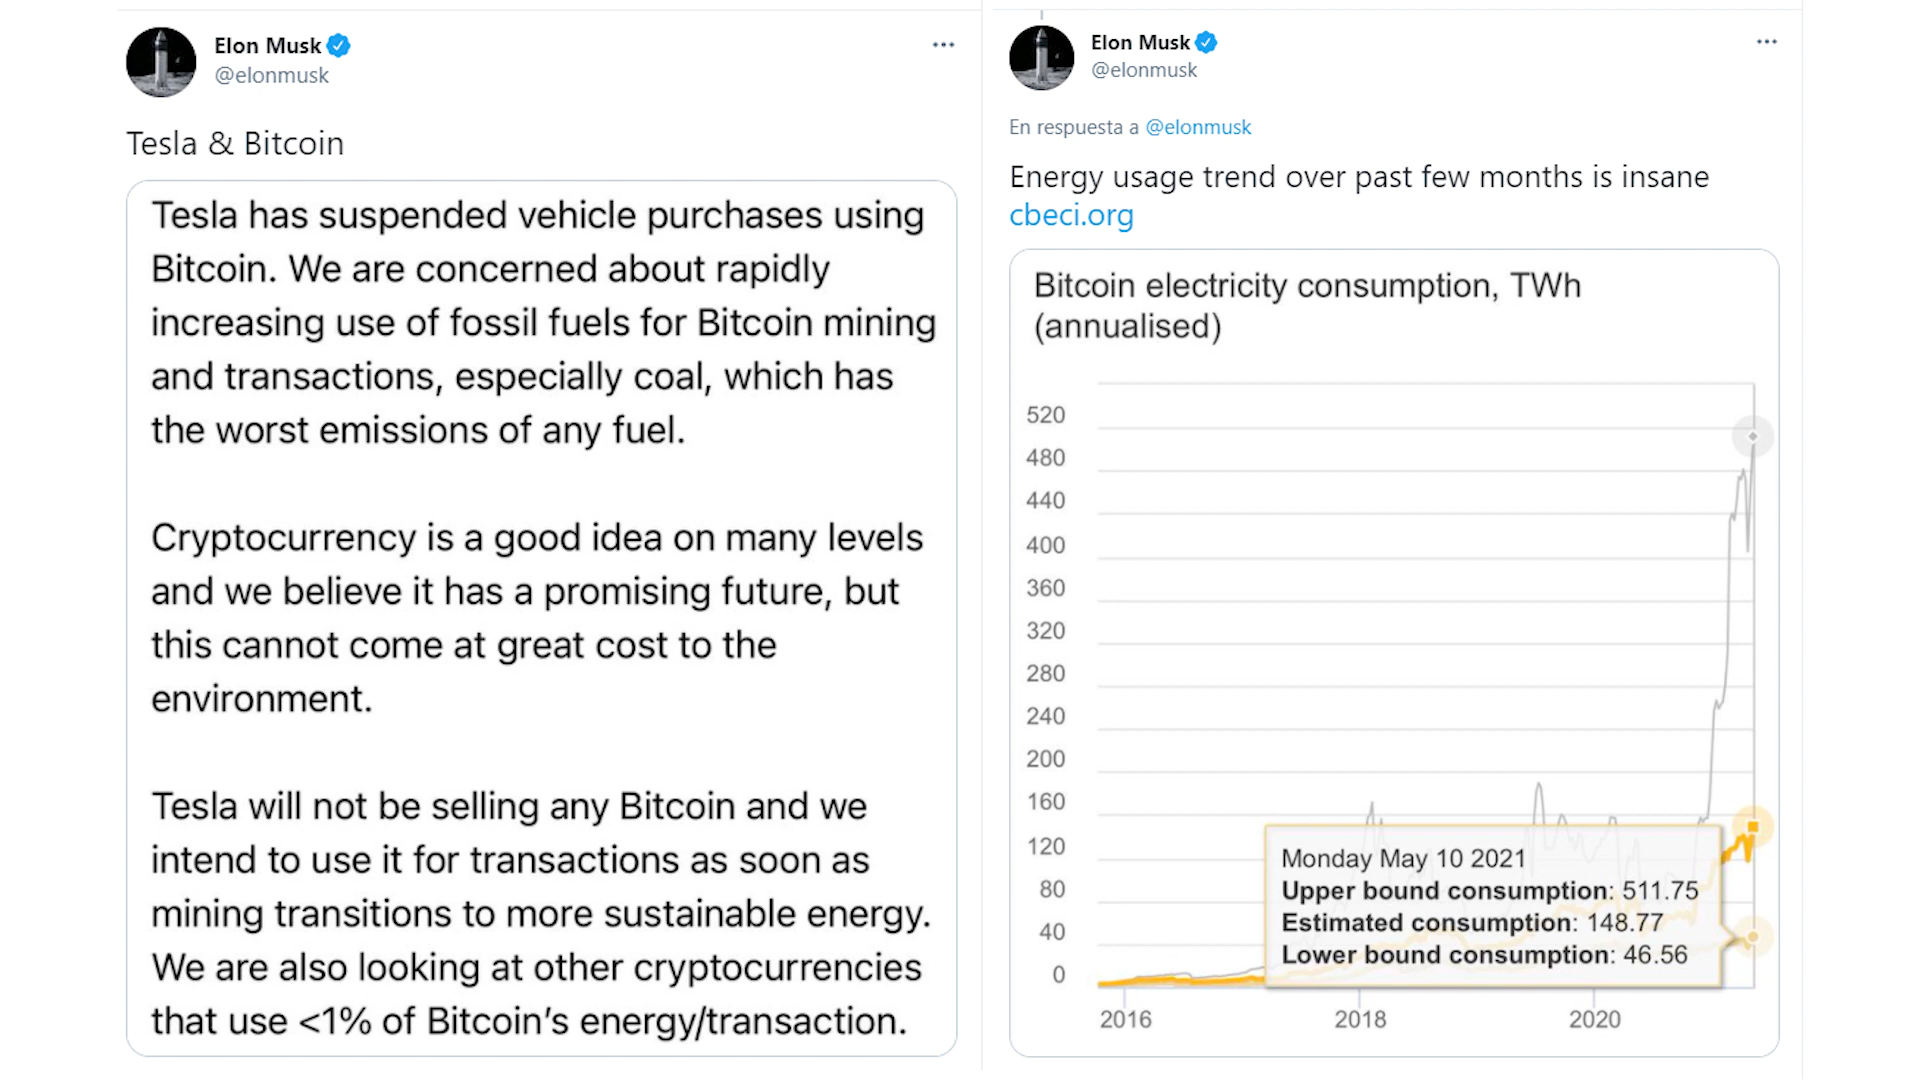 Elon Musk
@elonmusk
Tesla & Bitcoin
Tesla has suspended vehicle purchases using
Bitcoin. We are concerned about rapidly
increasing use of fossil fuels for Bitcoin mining
and transactions, especially coal, which has
the worst emissions of any fuel.
Cryptocurrency is a good idea on many levels
and we believe it has a promising future, but
this cannot come at great cost to the
environment.
Tesla will not be selling any Bitcoin and we
intend to use it for transactions as soon as
mining transitions to more sustainable energy.
We are also looking at other cryptocurrencies
that use <1% of Bitcoin’s energy/transaction.
Elon Musk
@elonmusk
En respuesta a @elonmusk
Energy usage trend over past few months is insane
cbeci.org
Bitcoin electricity consumption, TWh
(annualised)
520
480
440
400
360
320
280
240
200
160
120
80
40
0
Monday May 10 2021
Upper bound consumption: 511.75
Estimated consumption: 148.77
Lower bound consumption: 46.56
2016 2018 2020